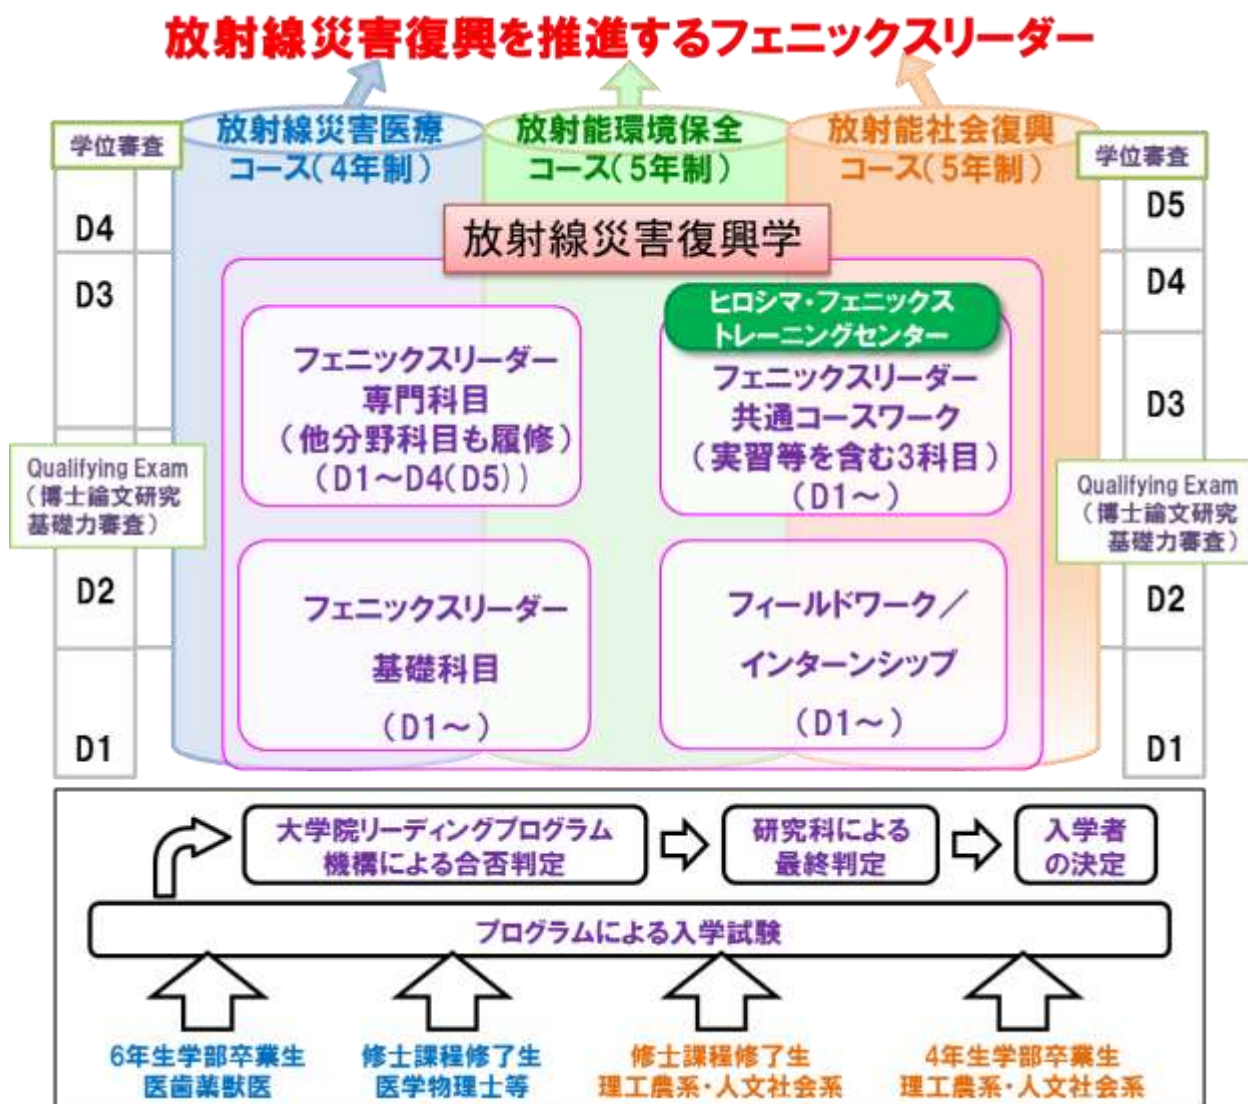 放射線災害復興を推進するフェニックスリーダー
放射線災害医療
コース(4年制)
放射能環境保全
コース(5年制)
放射能社会復興
コース(5年制)
学位審査
D4
D3
Qualifying Exam
(博士論文研究
基礎力審査)
D2
D1
放射線災害復興学
フェニックスリーダー
専門科目
(他分野科目も履修)
(D1~D4(D5))
ヒロシマ・フェニックス
トレーニングセンター
フェニックスリーダー
共通コースワーク
(実習等を含む3科目)
(D1~)
フェニックスリーダー
基礎科目
(D1~)
フィールドワーク/
インターンシップ
(D1~)
学位審査
D5
D4
D3
Qualifying Exam
(博士論文研究
基礎力審査)
D2
D1
大学院リーディングプログラム
機構による合否判定
研究科による
最終判定
入学者
の決定
プログラムによる入学試験
6年生学部卒業生
医歯薬獣医
修士課程修了生
医学物理士等
修士課程修了生
理工農系・人文社会系
4年生学部卒業生
理工農系・人文社会系